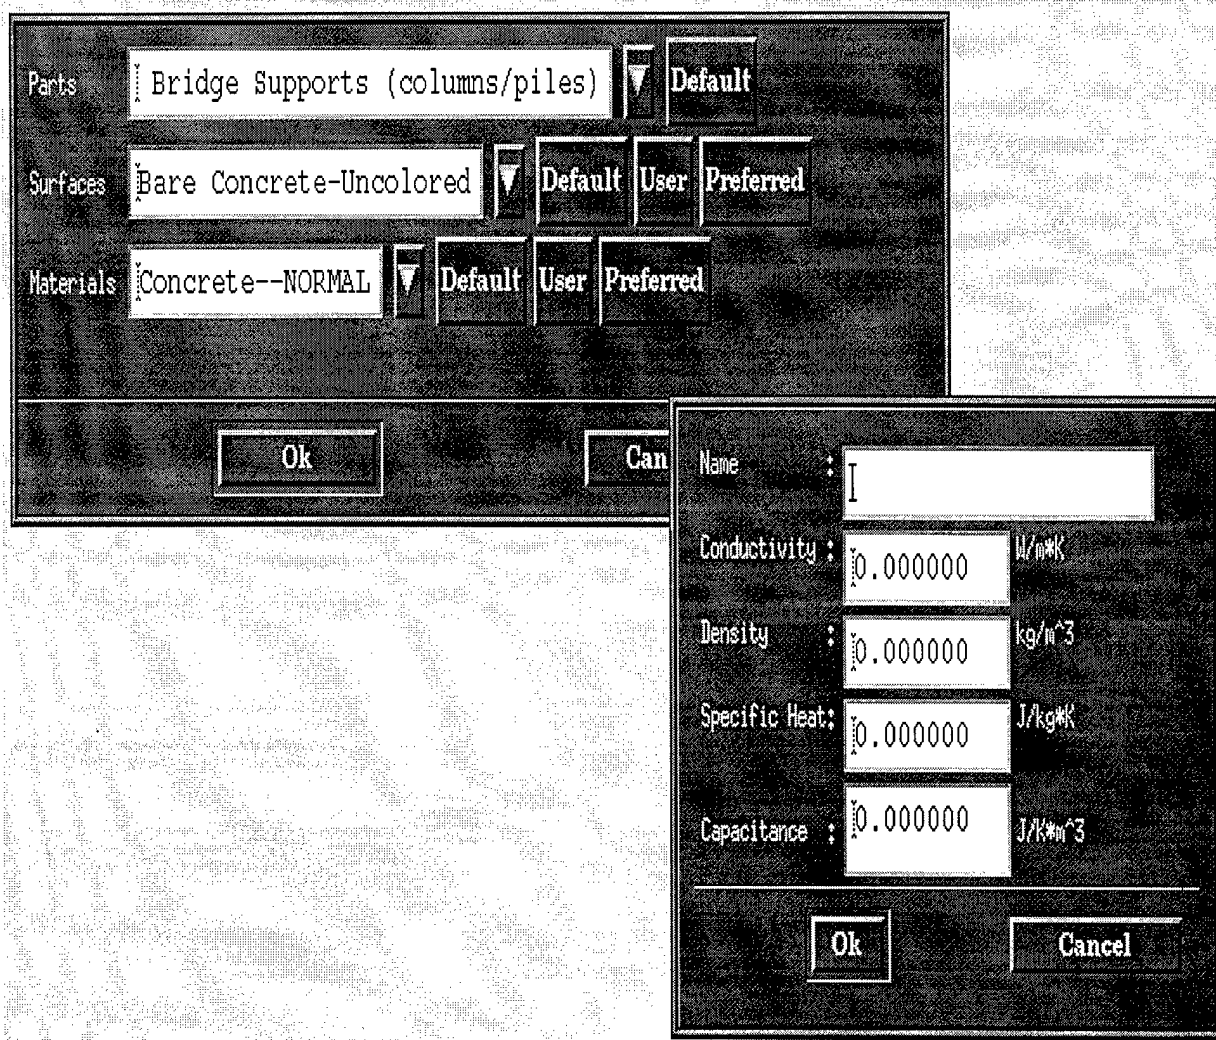 Parts Bridge Supports (columns/piles) Default
Surfaces Bare Concrete-Uncolored Default User Preferred
Materials Concrete--NORMAL Default User Preferred
Ok Can
Name :
Conductivity : 0.000000 W/m*K
Density : 0.000000 kg/m^3
Specific Heat: 0.000000 J/kg*K
Capacitance : 0.000000 J/K*m^3
Ok Cancel